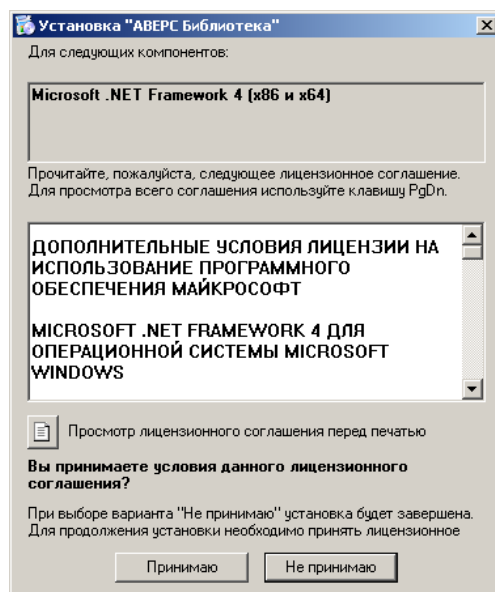 Установка "АВЕРС Библиотека"
Для следующих компонентов:
Microsoft .NET Framework 4 (x86 и x64)
Прочитайте, пожалуйста, следующее лицензионное соглашение.
Для просмотра всего соглашения используйте клавишу PgDn.
ДОПОЛНИТЕЛЬНЫЕ УСЛОВИЯ ЛИЦЕНЗИИ НА
ИСПОЛЬЗОВАНИЕ ПРОГРАММНОГО
ОБЕСПЕЧЕНИЯ МАЙКРОСОФТ
MICROSOFT .NET FRAMEWORK 4 ДЛЯ
ОПЕРАЦИОННОЙ СИСТЕМЫ MICROSOFT
WINDOWS
Просмотр лицензионного соглашения перед печатью
Вы принимаете условия данного лицензионного
соглашения?
При выборе варианта "Не принимаю" установка будет завершена.
Для продолжения установки необходимо принять лицензионное
Принимаю
Не принимаю